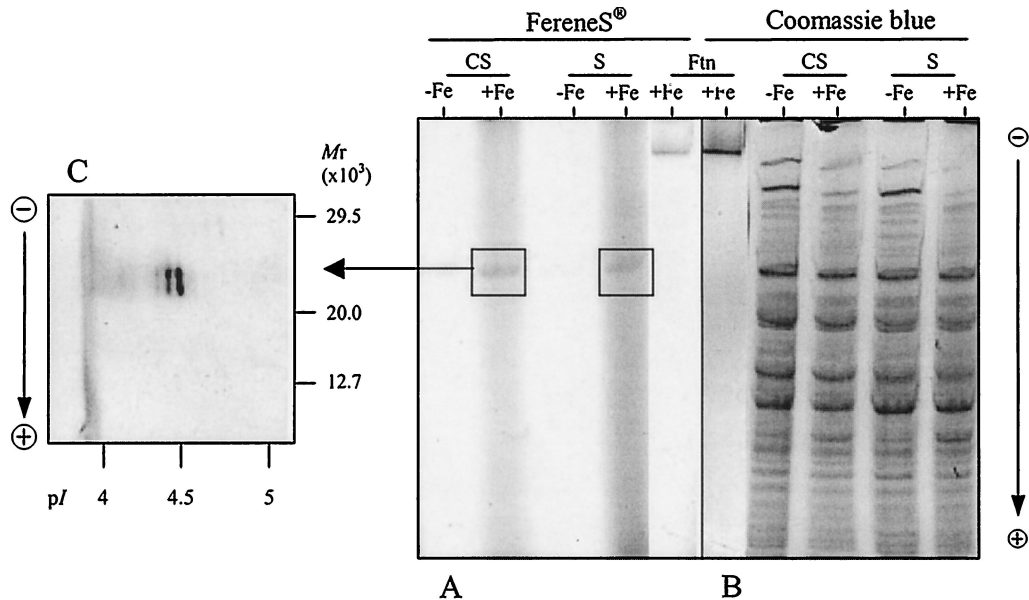 FereneS® Coomassie blue
CS S Ftn CS S
-Fe +Fe -Fe +Fe +Fe +Fe -Fe +Fe -Fe +Fe
C
Mr
(x10³)
29.5
20.0
12.7
pI 4 4.5 5
A B